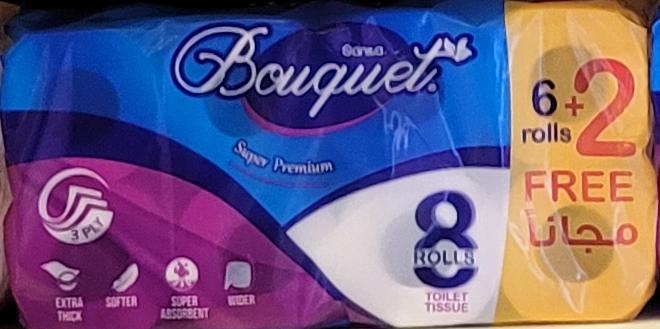 Sanita
Bouquet
Super Premium
3 PLY
EXTRA THICK
SOFTER
SUPER ABSORBENT
WIDER
8
ROLLS
TOILET
TISSUE
6+2
rolls
FREE
مجاناً